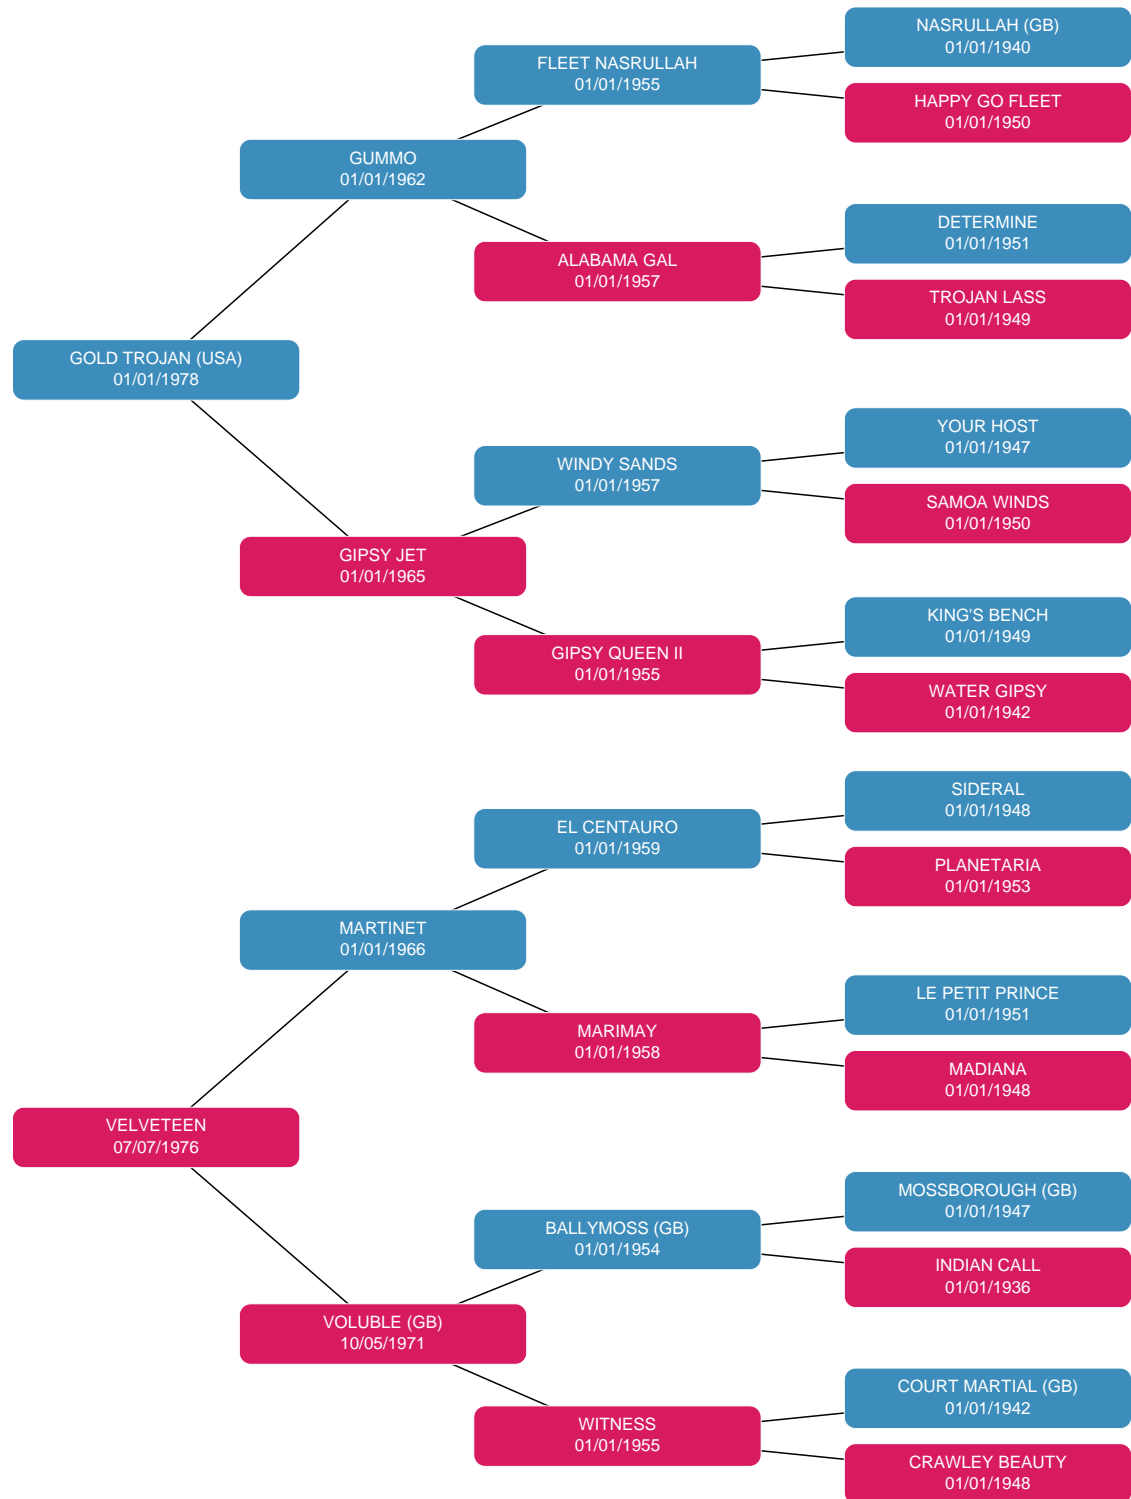 NASRULLAH (GB)
01/01/1940
FLEET NASRULLAH
01/01/1955
HAPPY GO FLEET
01/01/1950
GUMMO
01/01/1962
DETERMINE
01/01/1951
ALABAMA GAL
01/01/1957
TROJAN LASS
01/01/1949
GOLD TROJAN (USA)
01/01/1978
YOUR HOST
01/01/1947
WINDY SANDS
01/01/1957
SAMOA WINDS
01/01/1950
GIPSY JET
01/01/1965
KING'S BENCH
01/01/1949
GIPSY QUEEN II
01/01/1955
WATER GIPSY
01/01/1942
SIDERAL
01/01/1948
EL CENTAURO
01/01/1959
PLANETARIA
01/01/1953
MARTINET
01/01/1966
LE PETIT PRINCE
01/01/1951
MARIMAY
01/01/1958
MADIANA
01/01/1948
VELVETEEN
07/07/1976
MOSSBOROUGH (GB)
01/01/1947
BALLYMOSS (GB)
01/01/1954
INDIAN CALL
01/01/1936
VOLUBLE (GB)
10/05/1971
COURT MARTIAL (GB)
01/01/1942
WITNESS
01/01/1955
CRAWLEY BEAUTY
01/01/1948